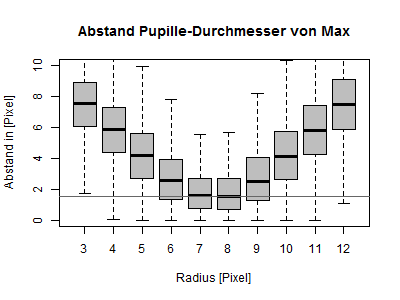 Abstand Pupille-Durchmesser von Max
Abstand in [Pixel]
10
8
6
4
2
0
3 4 5 6 7 8 9 10 11 12
Radius [Pixel]